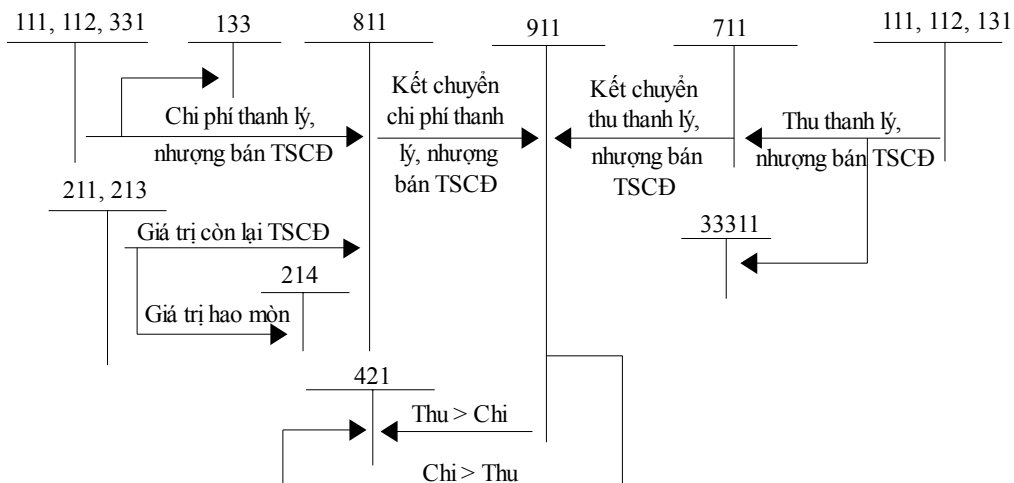 111, 112, 331
133
811
911
711
111, 112, 131
Chi phí thanh lý,
nhượng bán TSCĐ
Kết chuyển
chi phí thanh
lý, nhượng
bán TSCĐ
Kết chuyển
thu thanh lý,
nhượng bán
TSCĐ
Thu thanh lý,
nhượng bán TSCĐ
211, 213
Giá trị còn lại TSCĐ
33311
214
Giá trị hao mòn
421
Thu > Chi
Chi > Thu